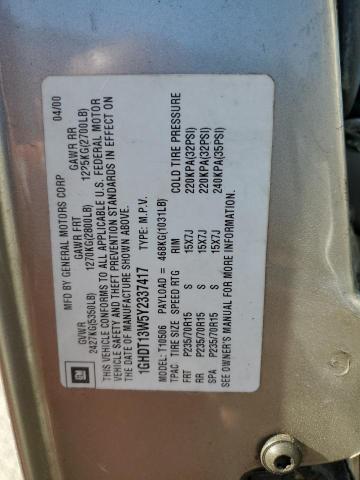 GM
MFD BY GENERAL MOTORS CORP 04/00
GVWR GAWR FRT GAWR RR
2427KG(5350LB) 1270KG(2800LB) 1225KG(2700LB)
THIS VEHICLE CONFORMS TO ALL APPLICABLE U.S. FEDERAL MOTOR
VEHICLE SAFETY AND THEFT PREVENTION STANDARDS IN EFFECT ON
THE DATE OF MANUFACTURE SHOWN ABOVE.
1GHDT13W5Y2337417 TYPE: M.P.V.
MODEL: T10506 PAYLOAD = 468KG(1031LB)
TPAC TIRE SIZE SPEED RTG RIM COLD TIRE PRESSURE
FRT P235/70R15 S 15X7J 220KPA(32PSI)
RR P235/70R15 S 15X7J 220KPA(32PSI)
SPA P235/70R15 S 15X7J 240KPA(35PSI)
SEE OWNER'S MANUAL FOR MORE INFORMATION.